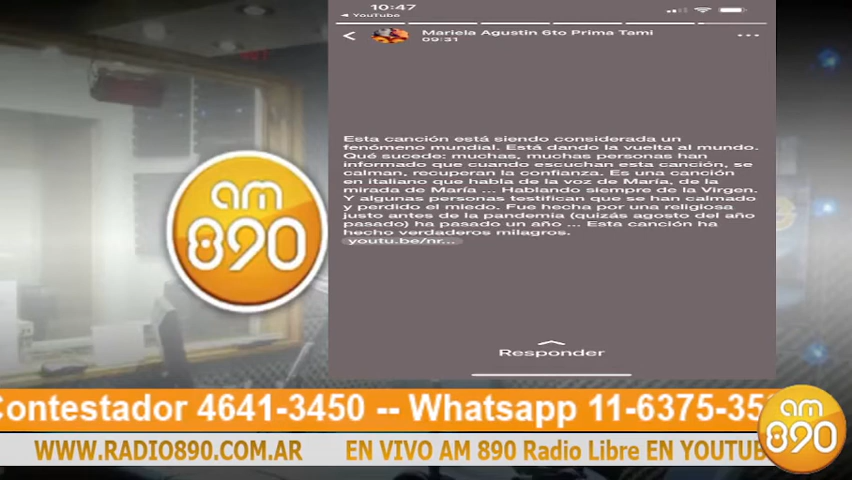 10:47
YouTube
Mariela Agustin 6to Prima Tami
09:31
Esta canción está siendo considerada un
fenómeno mundial. Está dando la vuelta al mundo.
Qué sucede: muchas, muchas personas han
informado que cuando escuchan esta canción, se
calman, recuperan la confianza. Es una canción
en italiano que habla de la voz de María, de la
mirada de María ... Hablando siempre de la Virgen.
Y algunas personas testifican que se han calmado
y perdido el miedo. Fue hecha por una religiosa
justo antes de la pandemia (quizás agosto del año
pasado) ha pasado un año ... Esta canción ha
hecho verdaderos milagros.
youtu.be/nr...
Responder
am
890
Contestador 4641-3450 -- Whatsapp 11-6375-35
WWW.RADIO890.COM.AR EN VIVO AM 890 Radio Libre EN YOUTUB
am
890